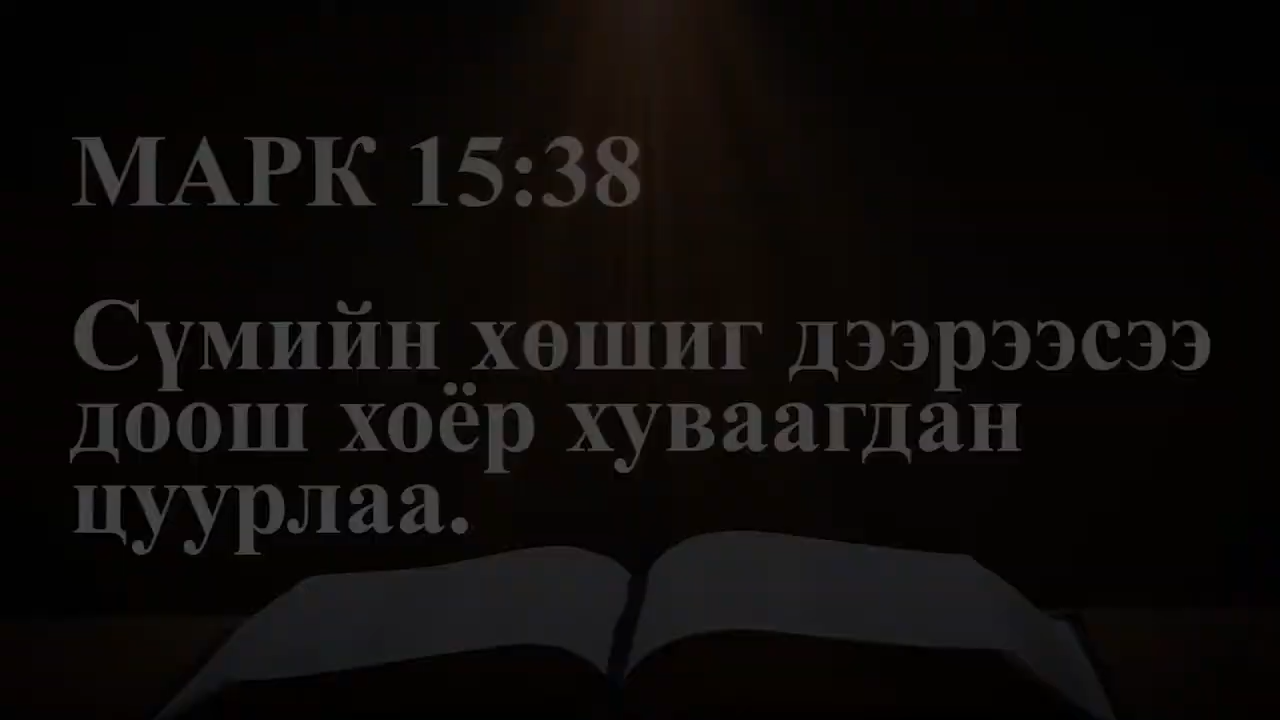 МАРК 15:38
Сүмийн хөшиг дээрээсээ
доош хоёр хуваагдан
цуурлаа.